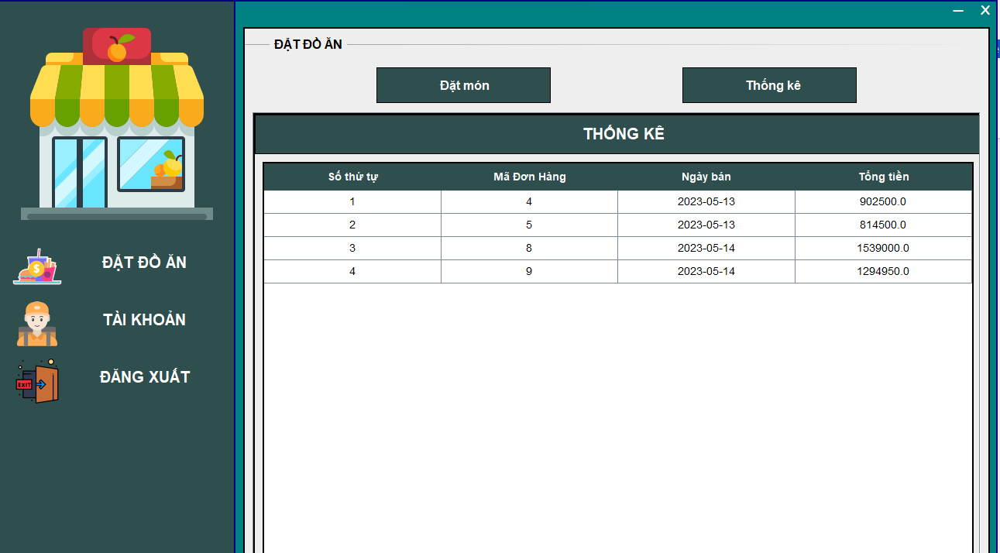 ĐẶT ĐỒ ĂN
Đặt món
Thống kê
THỐNG KÊ
Số thứ tự Mã Đơn Hàng Ngày bán Tổng tiền
1 4 2023-05-13 902500.0
2 5 2023-05-13 814500.0
3 8 2023-05-14 1539000.0
4 9 2023-05-14 1294950.0
ĐẶT ĐỒ ĂN
TÀI KHOẢN
EXIT
ĐĂNG XUẤT